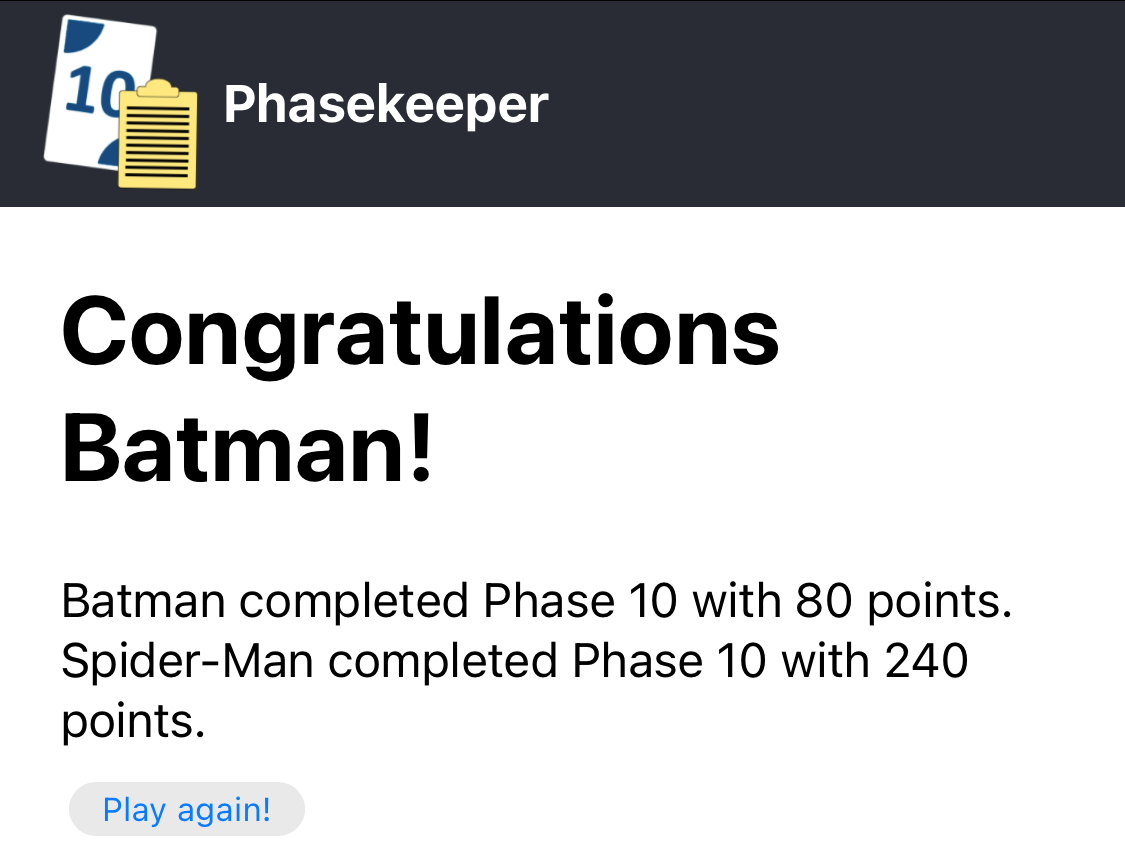 10
Phasekeeper
Congratulations
Batman!
Batman completed Phase 10 with 80 points.
Spider-Man completed Phase 10 with 240
points.
Play again!